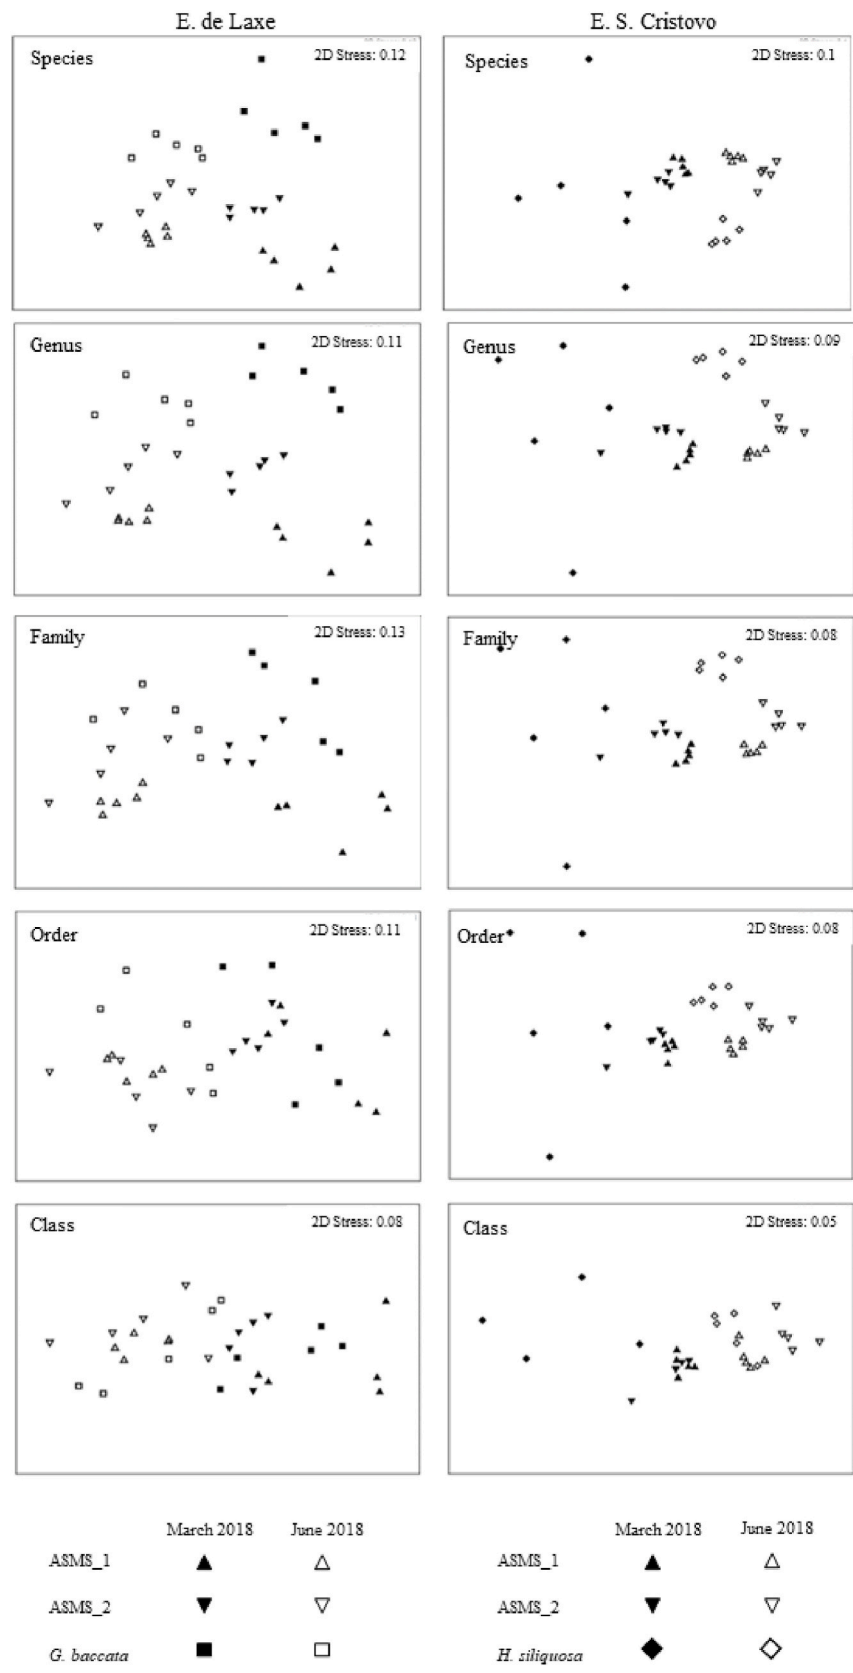 E. de Laxe
E. S. Cristovo
Species
2D Stress: 0.12
Species
2D Stress: 0.1
Genus
2D Stress: 0.11
Genus
2D Stress: 0.09
Family
2D Stress: 0.13
Family
2D Stress: 0.08
Order
2D Stress: 0.11
Order
2D Stress: 0.08
Class
2D Stress: 0.08
Class
2D Stress: 0.05
March 2018
June 2018
March 2018
June 2018
ASMS_1
ASMS_1
ASMS_2
ASMS_2
G. baccata
H. siliquosa